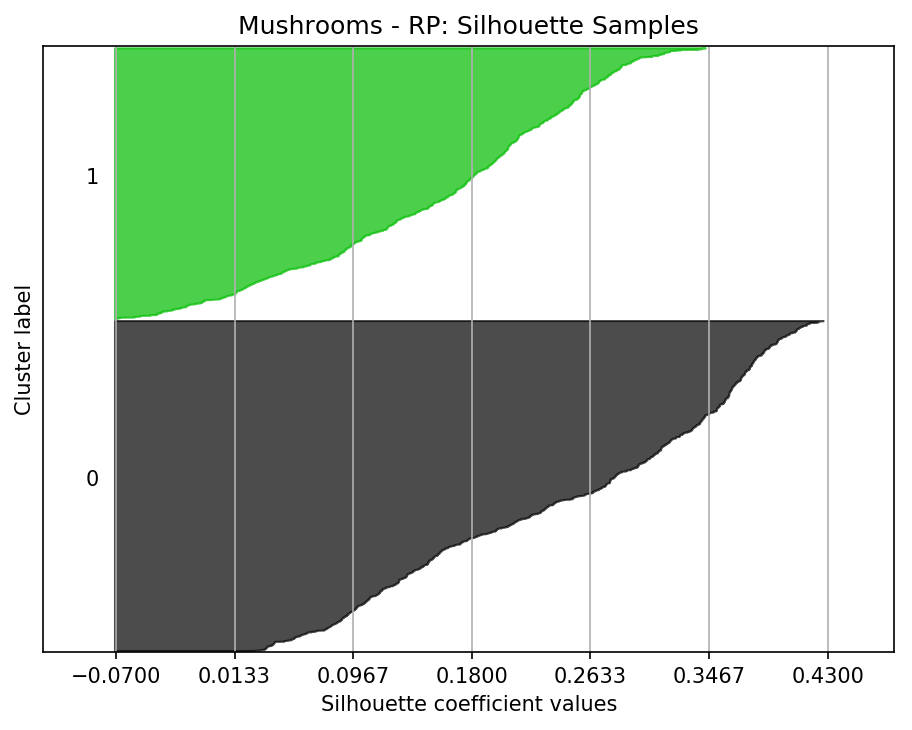 Mushrooms - RP: Silhouette Samples
1
Cluster label
0
−0.0700 0.0133 0.0967 0.1800 0.2633 0.3467 0.4300
Silhouette coefficient values